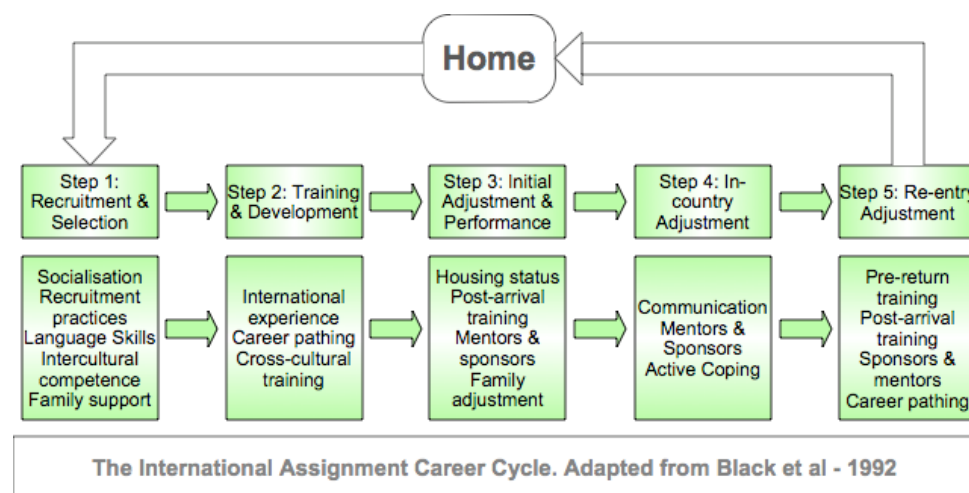 Home
Step 1:
Recruitment &
Selection
Step 2: Training
& Development
Step 3: Initial
Adjustment &
Performance
Step 4: In-
country
Adjustment
Step 5: Re-entry
Adjustment
Socialisation
Recruitment
practices
Language Skills
Intercultural
competence
Family support
International
experience
Career pathing
Cross-cultural
training
Housing status
Post-arrival
training
Mentors &
sponsors
Family
adjustment
Communication
Mentors &
Sponsors
Active Coping
Pre-return
training
Post-arrival
training
Sponsors &
mentors
Career pathing
The International Assignment Career Cycle. Adapted from Black et al - 1992